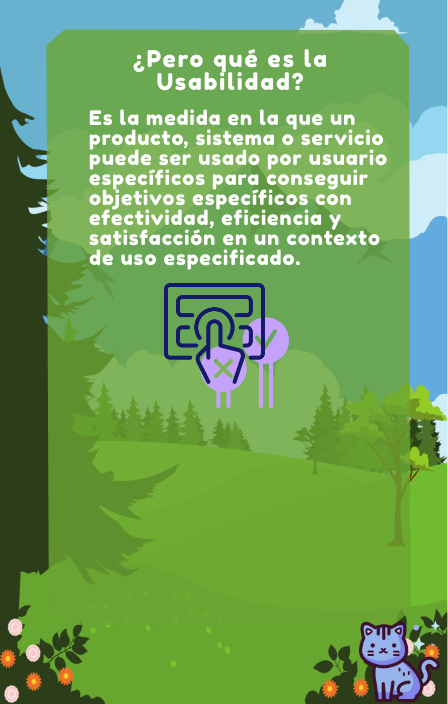 ¿Pero qué es la
Usabilidad?
Es la medida en la que un
producto, sistema o servicio
puede ser usado por usuario
específicos para conseguir
objetivos específicos con
efectividad, eficiencia y
satisfacción en un contexto
de uso especificado.